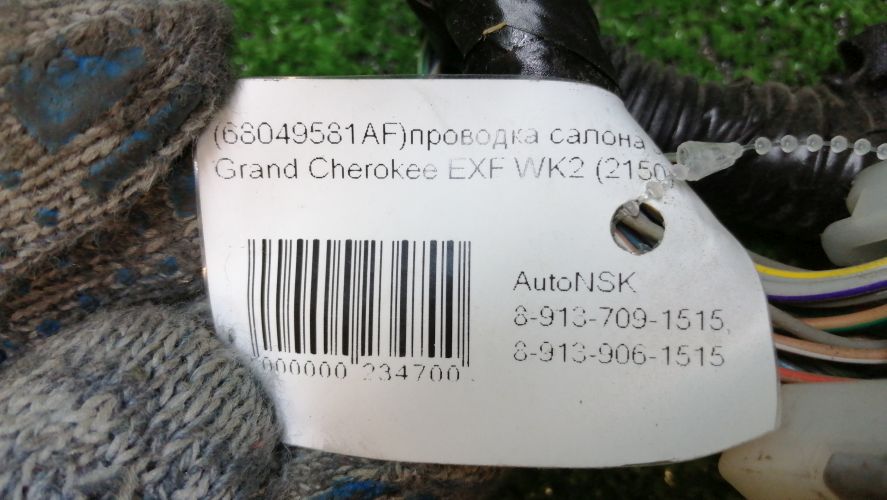 (68049581AF)проводка салона
Grand Cherokee EXF WK2 (2150)
AutoNSK
8-913-709-1515,
8-913-906-1515
000000 234700